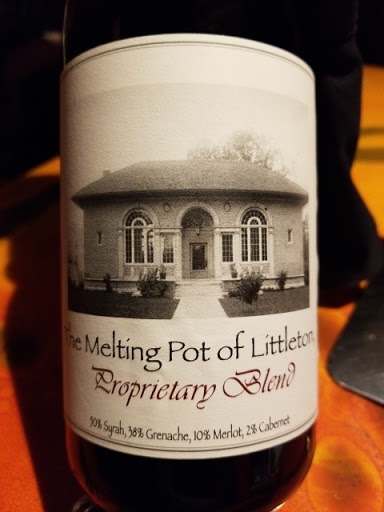 The Melting Pot of Littleton,
Proprietary Blend
50% Syrah, 38% Grenache, 10% Merlot, 2% Cabernet